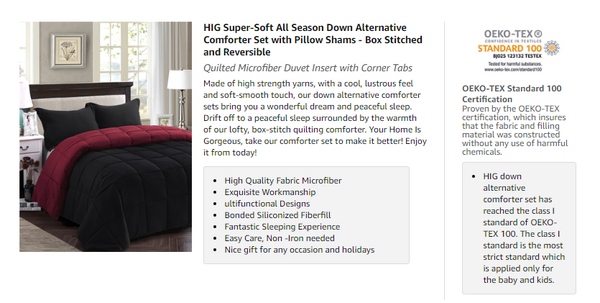 HIG Super-Soft All Season Down Alternative
Comforter Set with Pillow Shams - Box Stitched
and Reversible
Quilted Microfiber Duvet Insert with Corner Tabs
Made of high strength yarns, with a cool, lustrous feel
and soft-smooth touch, our down alternative comforter
sets bring you a wonderful dream and peaceful sleep.
Drift off to a peaceful sleep surrounded by the warmth
of our lofty, box-stitch quilting comforter. Your Home Is
Gorgeous, take our comforter set to make it better! Enjoy
it from today!
• High Quality Fabric Microfiber
• Exquisite Workmanship
• ultifunctional Designs
• Bonded Siliconized Fiberfill
• Fantastic Sleeping Experience
• Easy Care, Non -Iron needed
• Nice gift for any occasion and holidays
OEKO-TEX®
CONFIDENCE IN TEXTILES
STANDARD 100
BJ025 123132 TESTEX
Tested for harmful substances.
www.oeko-tex.com/standard100
OEKO-TEX Standard 100
Certification
Proven by the OEKO-TEX
certification, which insures
that the fabric and filling
material was constructed
without any use of harmful
chemicals.
• HIG down
alternative
comforter set has
reached the class I
standard of OEKO-
TEX 100. The class I
standard is the most
strict standard which
is applied only for
the baby and kids.